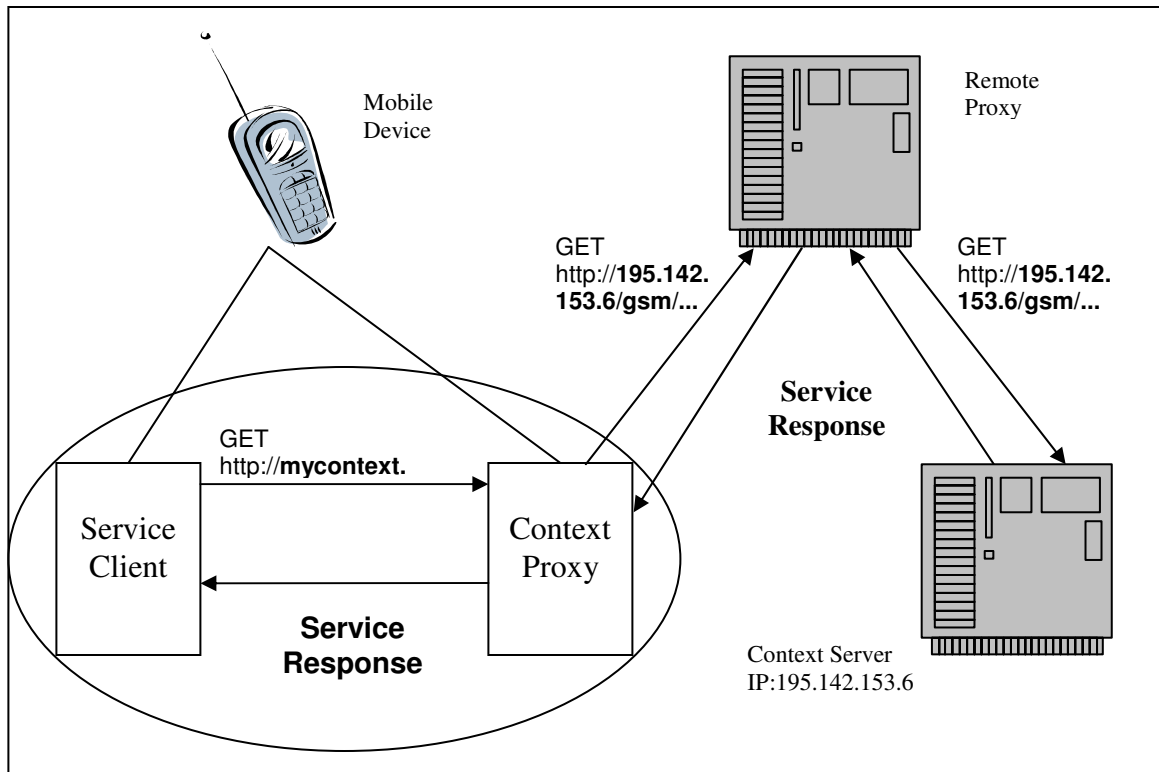 Mobile
Device
Remote
Proxy
GET
http://195.142.
153.6/gsm/...
GET
http://195.142.
153.6/gsm/...
Service
Response
GET
http://mycontext.
Service
Client
Context
Proxy
Service
Response
Context Server
IP:195.142.153.6